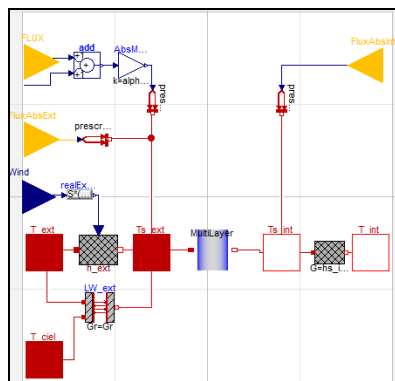 FLUX
add
AbsM...
FluxAbsInt
k=alph...
pres...
pres...
FluxAbsExt
prescr...
Wind
realEx...
S*(...
T_ext
Ts_ext
MultiLayer
Ts_int
T_int
h_ext
G=hs_i...
LW_ext
Gr=Gr
T_ciel